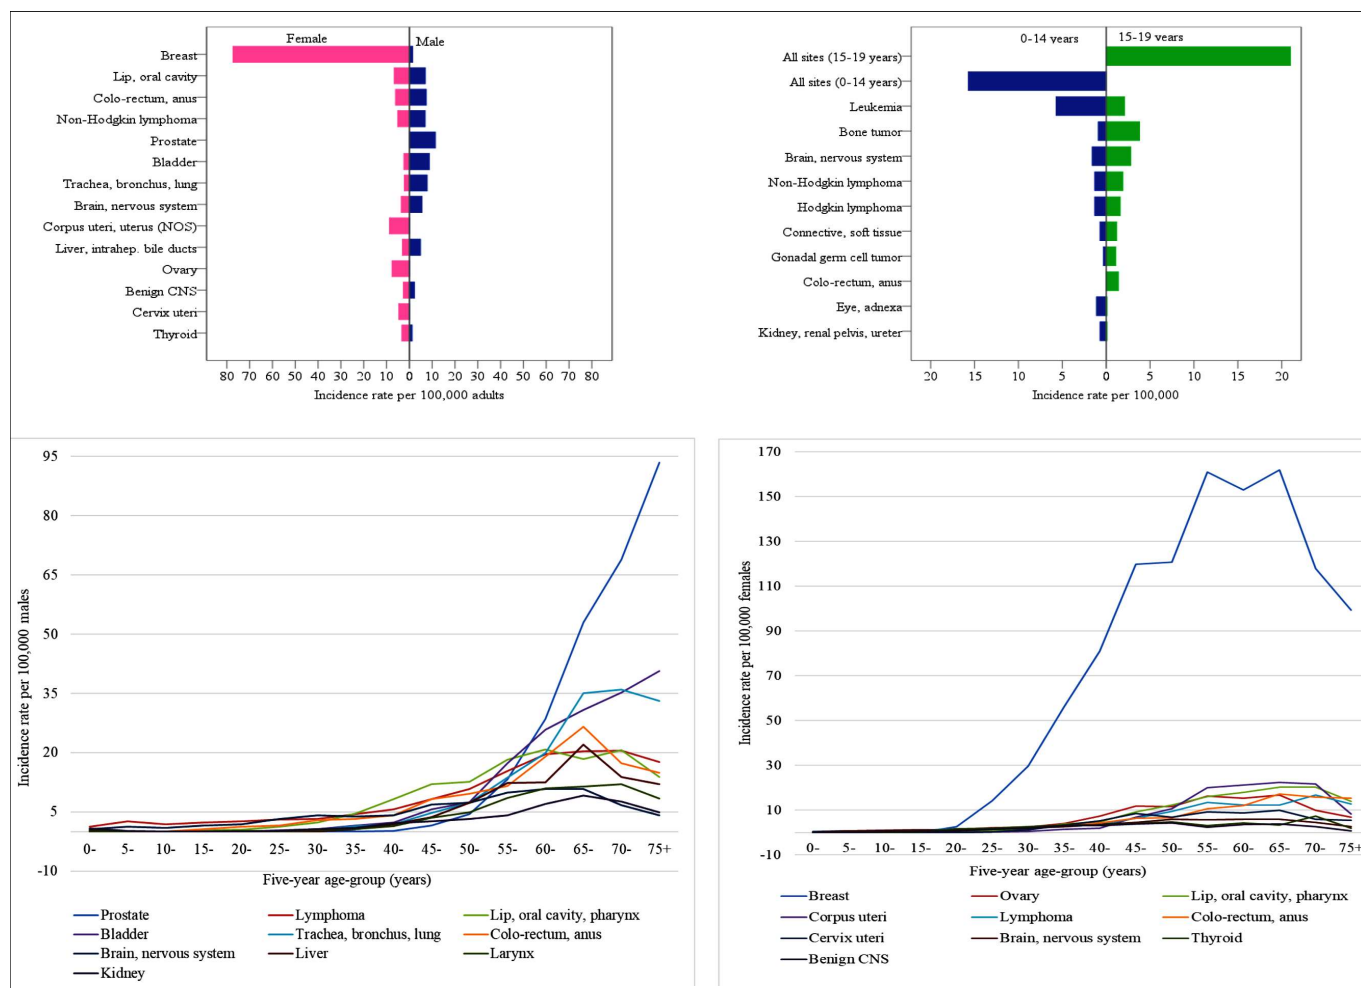 Female Male
Breast
Lip, oral cavity
Colo-rectum, anus
Non-Hodgkin lymphoma
Prostate
Bladder
Trachea, bronchus, lung
Brain, nervous system
Corpus uteri, uterus (NOS)
Liver, intrahep. bile ducts
Ovary
Benign CNS
Cervix uteri
Thyroid
80 70 60 50 40 30 20 10 0 10 20 30 40 50 60 70 80
Incidence rate per 100,000 adults
0-14 years 15-19 years
All sites (15-19 years)
All sites (0-14 years)
Leukemia
Bone tumor
Brain, nervous system
Non-Hodgkin lymphoma
Hodgkin lymphoma
Connective, soft tissue
Gonadal germ cell tumor
Colo-rectum, anus
Eye, adnexa
Kidney, renal pelvis, ureter
20 15 10 5 0 5 10 15 20
Incidence rate per 100,000
Incidence rate per 100,000 males
95
80
65
50
35
20
5
-10
0- 5- 10- 15- 20- 25- 30- 35- 40- 45- 50- 55- 60- 65- 70- 75+
Five-year age-group (years)
Prostate Lymphoma Lip, oral cavity, pharynx
Bladder Trachea, bronchus, lung Colo-rectum, anus
Brain, nervous system Liver Larynx
Kidney
Incidence rate per 100,000 females
170
150
130
110
90
70
50
30
10
-10
0- 5- 10- 15- 20- 25- 30- 35- 40- 45- 50- 55- 60- 65- 70- 75+
Five-year age-group (years)
Breast Ovary Lip, oral cavity, pharynx
Corpus uteri Lymphoma Colo-rectum, anus
Cervix uteri Brain, nervous system Thyroid
Benign CNS